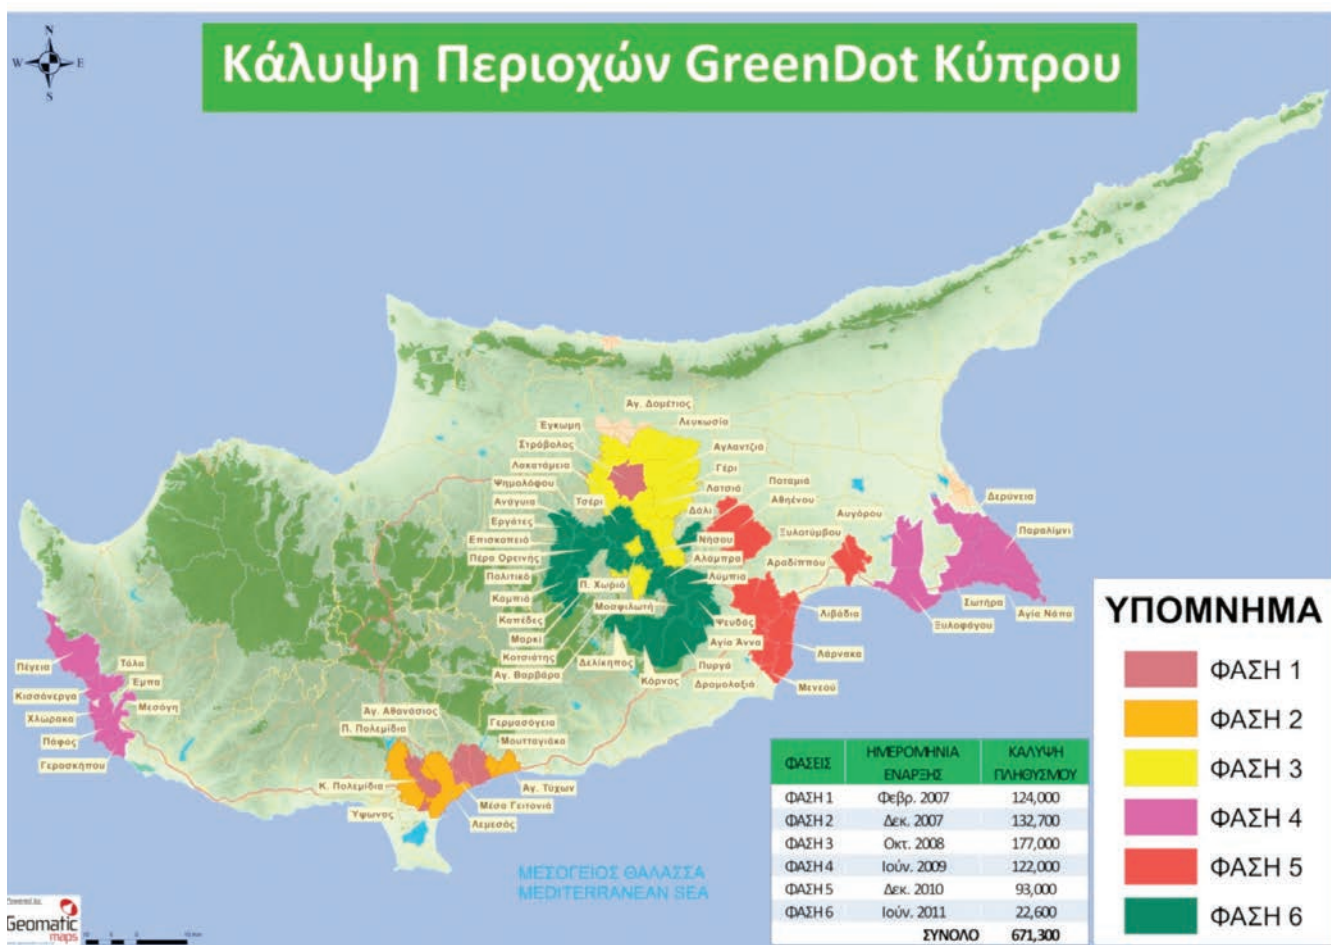 Κάλυψη Περιοχών GreenDot Κύπρου
N
W E
S
Άγ. Δομέτιος
Λευκωσία
Έγκωμη
Στρόβολος
Αγλαντζιά
Λακατάμεια
Γέρι
Ψημολόφου
Τσέρι
Λατσιά
Ποταμιά
Ανάγυια
Δάλι
Αθηένου
Δερύνεια
Εργάτες
Αυγόρου
Επισκοπειό
Νήσου
Ξυλοτύμβου
Παραλίμνι
Πέρα Ορεινής
Αλάμπρα
Αραδίππου
Πολιτικό
Π. Χωριό
Λύμπια
Καμπιά
Μοσφιλωτή
Σωτήρα
Καπέδες
Ψευδάς
Λιβάδια
Ξυλοφάγου
Αγία Νάπα
Μαρκί
Αγία Άννα
Κοτσιάτης
Δελίκηπος
Πυργά
Λάρνακα
Αγ. Βαρβάρα
Κόρνος
Δρομολαξιά
Μενεού
Πέγεια
Τάλα
Έμπα
Κισσόνεργα
Μεσόγη
Χλώρακα
Πάφος
Γεροσκήπου
Άγ. Αθανάσιος
Γερμασόγεια
Π. Πολεμίδια
Μουτταγιάκα
Κ. Πολεμίδια
Αγ. Τύχων
Μέσα Γειτονιά
Ύψωνας
Λεμεσός
ΜΕΣΟΓΕΙΟΣ ΘΑΛΑΣΣΑ
MEDITERRANEAN SEA
ΥΠΟΜΝΗΜΑ
ΦΑΣΗ 1
ΦΑΣΗ 2
ΦΑΣΗ 3
ΦΑΣΗ 4
ΦΑΣΗ 5
ΦΑΣΗ 6
ΦΑΣΕΙΣ ΗΜΕΡΟΜΗΝΙΑ ΕΝΑΡΞΗΣ ΚΑΛΥΨΗ ΠΛΗΘΥΣΜΟΥ
ΦΑΣΗ 1 Φεβρ. 2007 124,000
ΦΑΣΗ 2 Δεκ. 2007 132,700
ΦΑΣΗ 3 Οκτ. 2008 177,000
ΦΑΣΗ 4 Ιούν. 2009 122,000
ΦΑΣΗ 5 Δεκ. 2010 93,000
ΦΑΣΗ 6 Ιούν. 2011 22,600
ΣΥΝΟΛΟ 671,300
Powered by:
Geomatic
maps